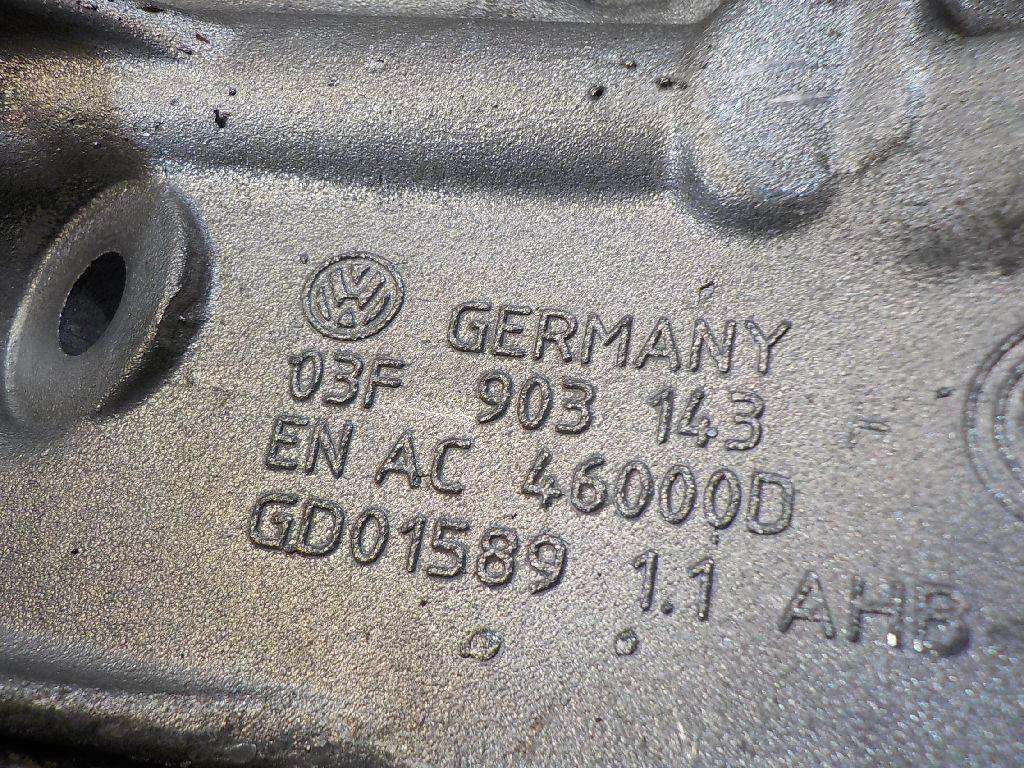 GERMANY
03F 903 143 F
EN AC 46000D
GD01589 1.1 AHB